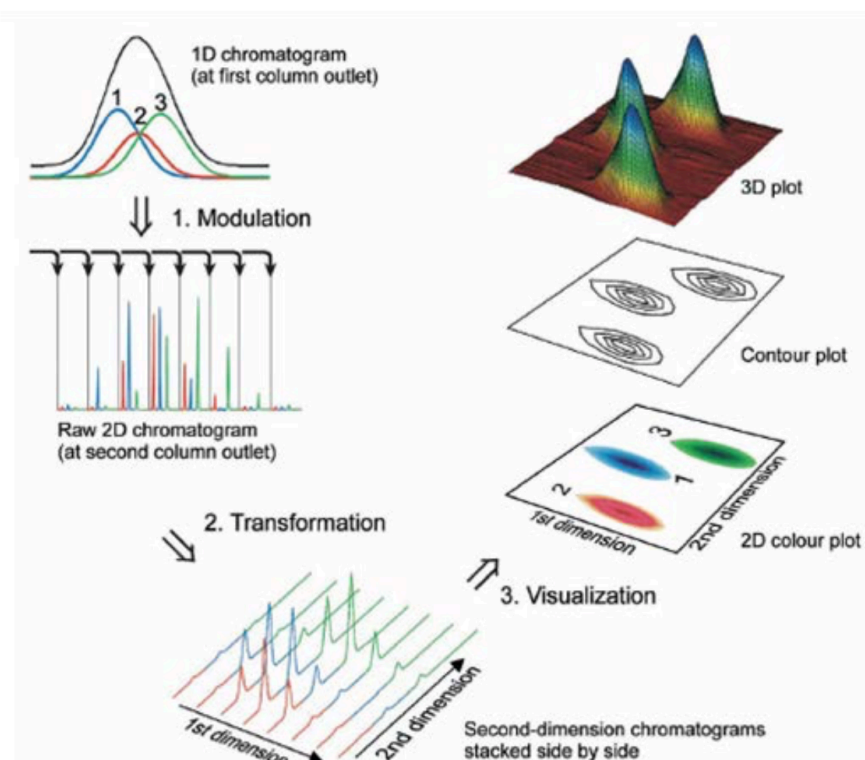 1D chromatogram
(at first column outlet)
1
2
3
1. Modulation
Raw 2D chromatogram
(at second column outlet)
2. Transformation
1st dimension
2nd dimension
Second-dimension chromatograms
stacked side by side
3. Visualization
3D plot
Contour plot
3
1
2
1st dimension
2nd dimension
2D colour plot